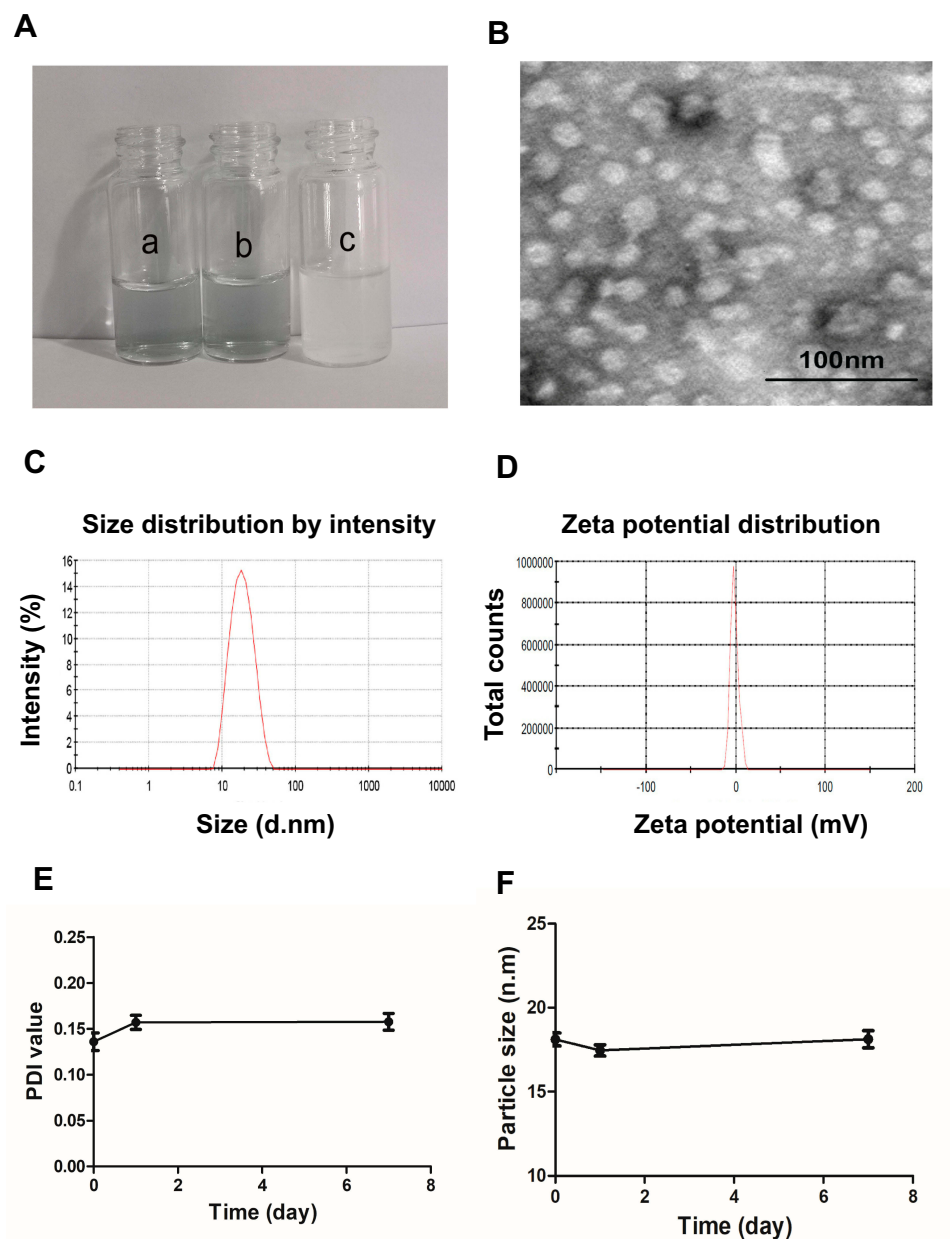 A
B
a
b
c
100nm
C
D
Size distribution by intensity
Zeta potential distribution
Intensity (%)
16
14
12
10
8
6
4
2
0
0.1
1
10
100
1000
10000
Size (d.nm)
Total counts
1000000
800000
600000
400000
200000
0
-100
0
100
200
Zeta potential (mV)
E
F
PDI value
0.25
0.20
0.15
0.10
0.05
0.00
0
2
4
6
8
Time (day)
Particle size (n.m)
25
20
15
10
0
2
4
6
8
Time (day)